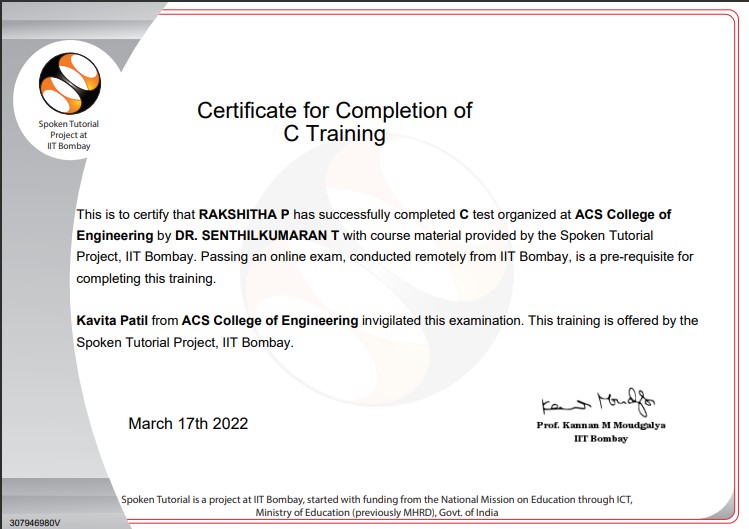 Spoken Tutorial
Project at
IIT Bombay
Certificate for Completion of
C Training
This is to certify that RAKSHITHA P has successfully completed C test organized at ACS College of
Engineering by DR. SENTHILKUMARAN T with course material provided by the Spoken Tutorial
Project, IIT Bombay. Passing an online exam, conducted remotely from IIT Bombay, is a pre-requisite for
completing this training.
Kavita Patil from ACS College of Engineering invigilated this examination. This training is offered by the
Spoken Tutorial Project, IIT Bombay.
March 17th 2022
Kannan Moudgalya
Prof. Kannan M Moudgalya
IIT Bombay
Spoken Tutorial is a project at IIT Bombay, started with funding from the National Mission on Education through ICT,
Ministry of Education (previously MHRD), Govt. of India
307946980V